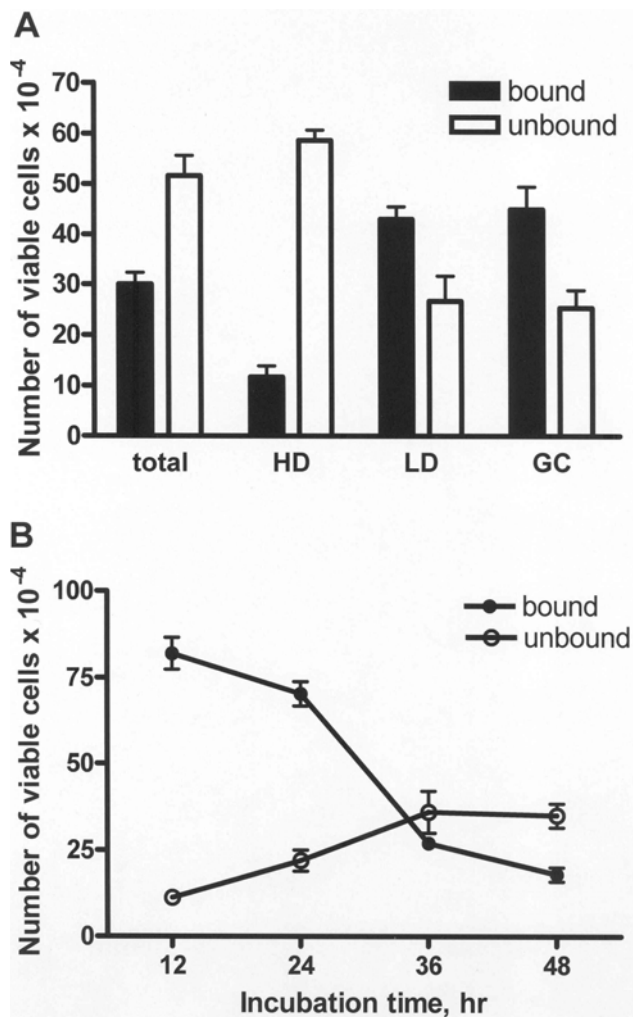 A
Number of viable cells x 10⁻⁴
70
60
50
40
30
20
10
0
bound
unbound
total HD LD GC
B
Number of viable cells x 10⁻⁴
100
75
50
25
0
bound
unbound
12 24 36 48
Incubation time, hr